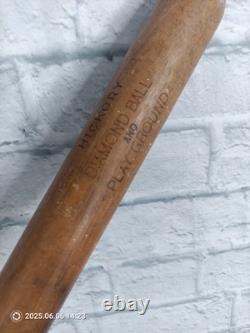 HICKORY
DIAMOND BALL
AND
PLAY GROUND
2025.06.06 14:23